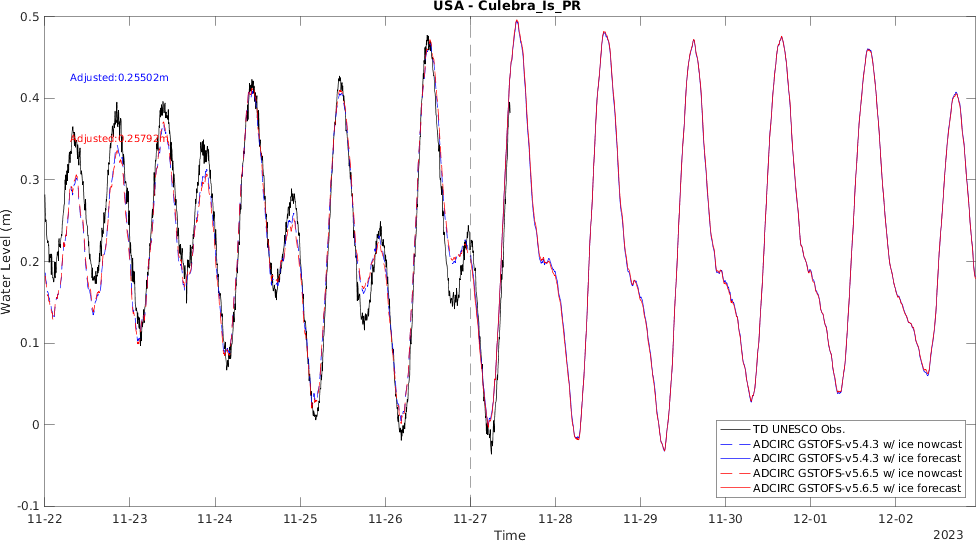 USA - Culebra_Is_PR
0.5
Adjusted:0.25502m
0.4
Adjusted:0.25792m
0.3
Water Level (m)
0.2
0.1
0
-0.1
TD UNESCO Obs.
ADCIRC GSTOFS-v5.4.3 w/ ice nowcast
ADCIRC GSTOFS-v5.4.3 w/ ice forecast
ADCIRC GSTOFS-v5.6.5 w/ ice nowcast
ADCIRC GSTOFS-v5.6.5 w/ ice forecast
11-22 11-23 11-24 11-25 11-26 11-27 11-28 11-29 11-30 12-01 12-02
Time
2023